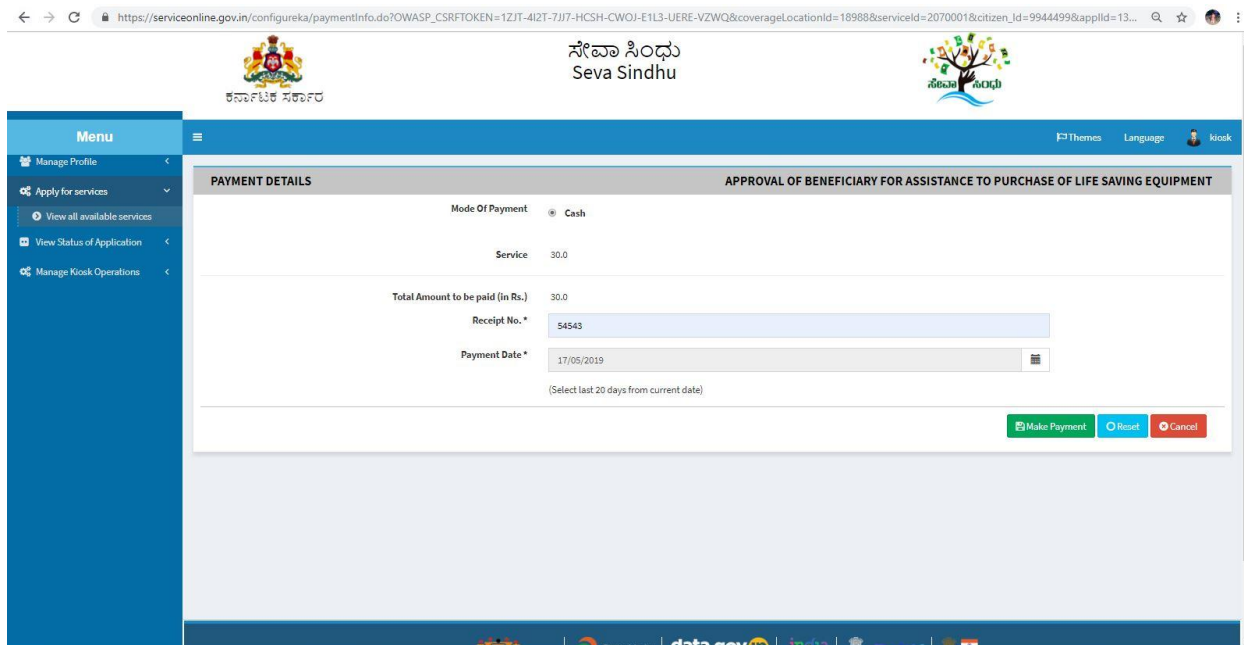 https://serviceonline.gov.in/configureka/paymentInfo.do?OWASP_CSRFTOKEN=1ZJT-4I2T-7JJ7-HCSH-CWOJ-E1L3-UERE-VZWQ&coverageLocationId=18988&serviceId=2070001&citizen_Id=9944499&applId=13...
ಕರ್ನಾಟಕ ಸರ್ಕಾರ
ಸೇವಾ ಸಿಂಧು
Seva Sindhu
ಸೇವಾ ಸಿಂಧು
Menu
Themes Language kiosk
Manage Profile
Apply for services
View all available services
View Status of Application
Manage Kiosk Operations
PAYMENT DETAILS APPROVAL OF BENEFICIARY FOR ASSISTANCE TO PURCHASE OF LIFE SAVING EQUIPMENT
Mode Of Payment Cash
Service 30.0
Total Amount to be paid (in Rs.) 30.0
Receipt No. * 54543
Payment Date * 17/05/2019
(Select last 20 days from current date)
Make Payment Reset Cancel
data.gov